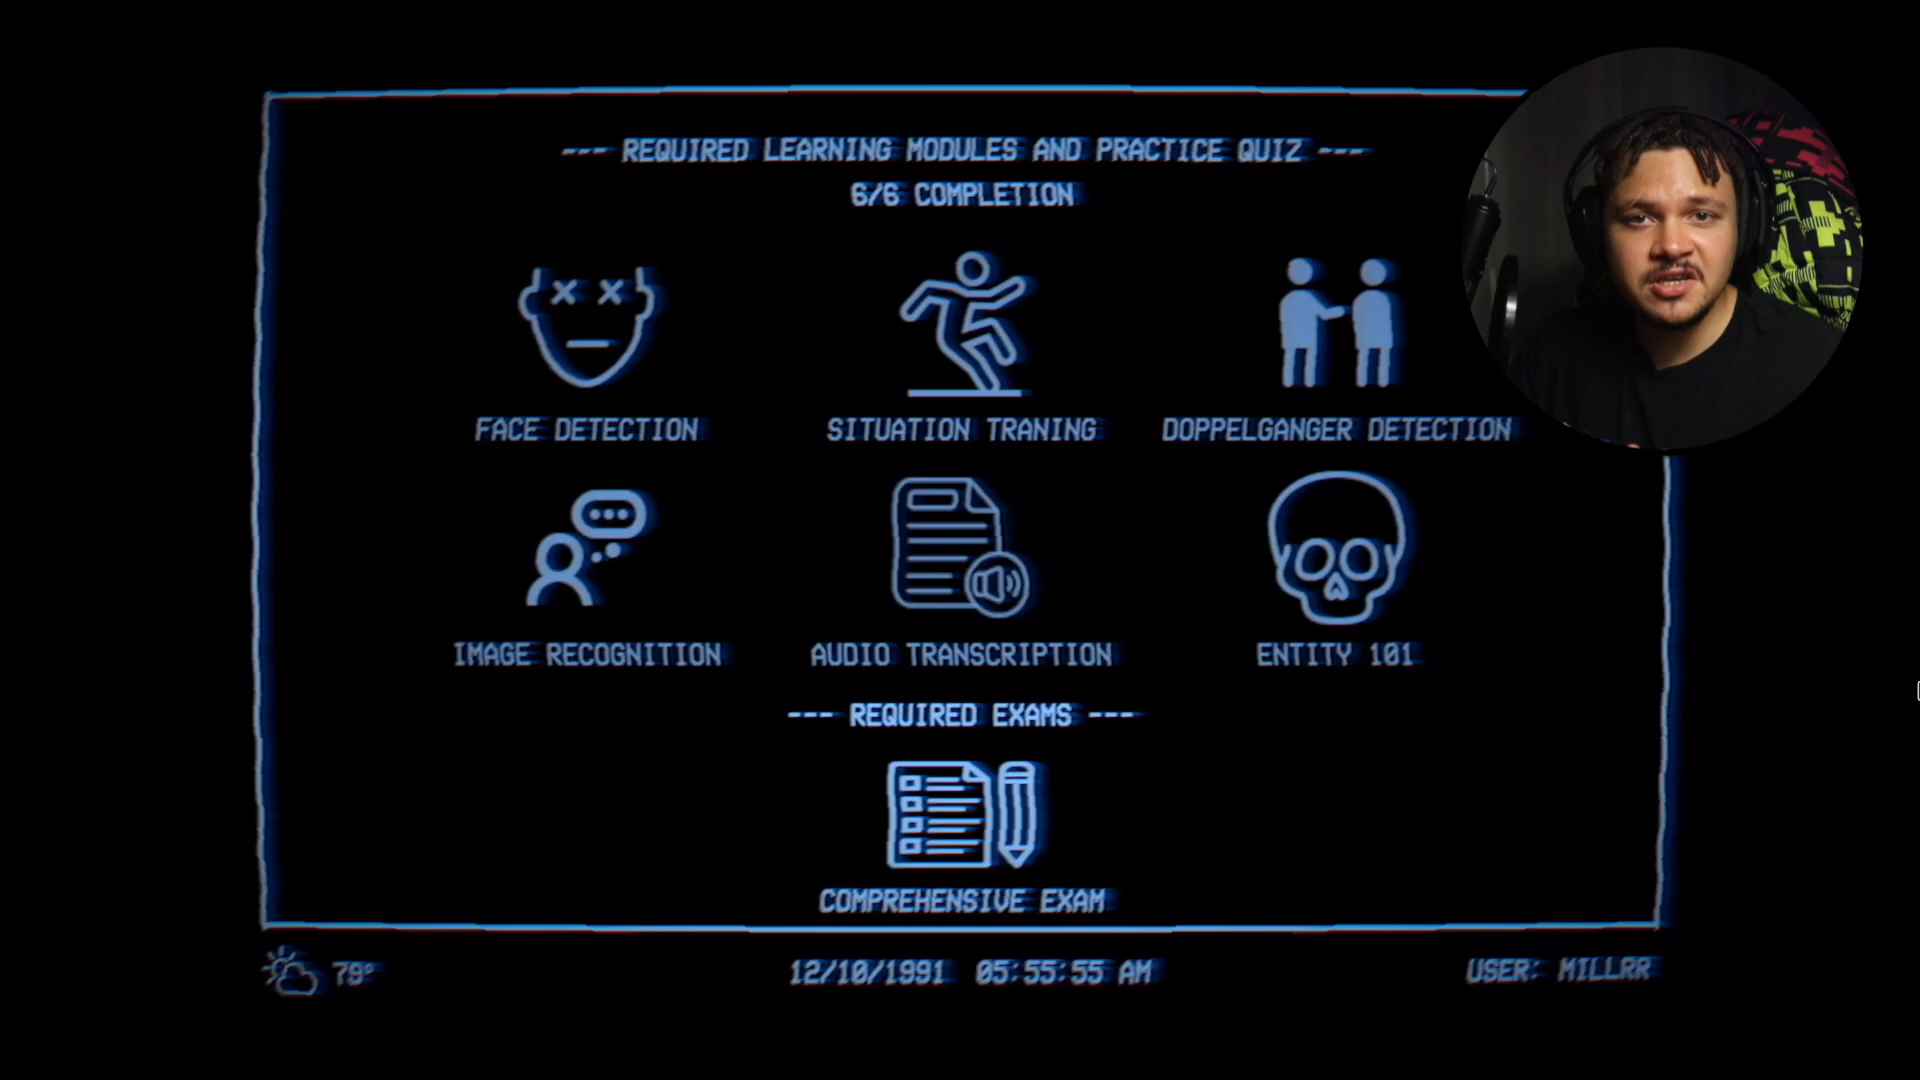 --- REQUIRED LEARNING MODULES AND PRACTICE QUIZ ---
6/6 COMPLETION
FACE DETECTION
SITUATION TRANING
DOPPELGANGER DETECTION
IMAGE RECOGNITION
AUDIO TRANSCRIPTION
ENTITY 101
--- REQUIRED EXAMS ---
COMPREHENSIVE EXAM
79°
12/10/1991 05:55:55 AM
USER: MILLRR